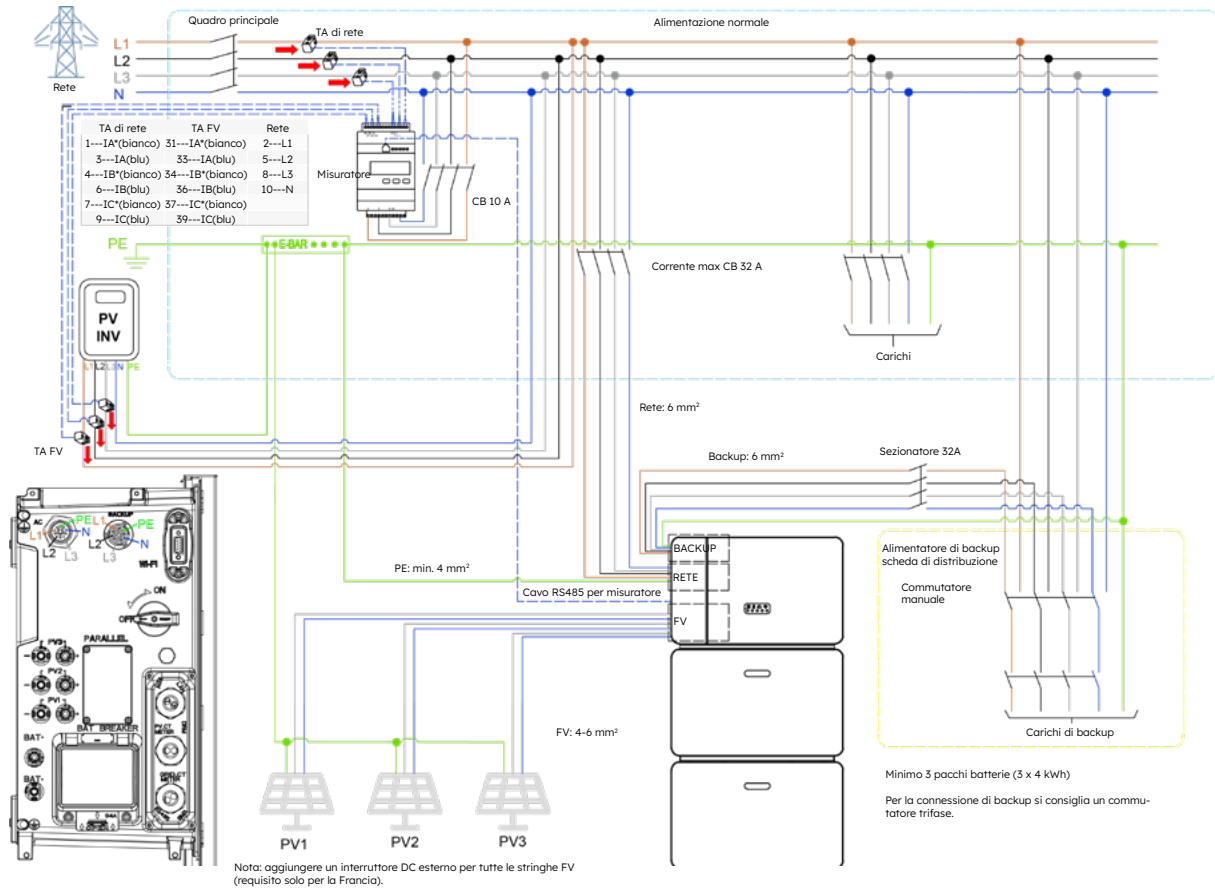 Quadro principale
Alimentazione normale
TA di rete
L1
L2
L3
N
Rete
TA di rete TA FV Rete
1---IA*(bianco) 31---IA*(bianco) 2---L1
3---IA(blu) 33---IA(blu) 5---L2
4---IB*(bianco) 34---IB*(bianco) 8---L3
6---IB(blu) 36---IB(blu) 10---N
7---IC*(bianco) 37---IC*(bianco)
9---IC(blu) 39---IC(blu)
Misuratore
CB 10 A
PE
E-BAR
Corrente max CB 32 A
PV
INV
L1 L2 L3 N PE
Carichi
Rete: 6 mm²
TA FV
Backup: 6 mm²
Sezionatore 32A
AC
PE
L1
N
L2
L3
BACKUP
L1
PE
L2
N
L3
WI-FI
ON
OFF
PV3
PARALLEL
PV2
PV1
BAT BREAKER
BAT-
BAT-
PV.CT
METER
GRID.CT
METER
BACKUP
RETE
FV
PE: min. 4 mm²
Cavo RS485 per misuratore
Alimentatore di backup
scheda di distribuzione
Commutatore
manuale
Carichi di backup
FV: 4-6 mm²
Minimo 3 pacchi batterie (3 x 4 kWh)
Per la connessione di backup si consiglia un commu-
tatore trifase.
PV1
PV2
PV3
Nota: aggiungere un interruttore DC esterno per tutte le stringhe FV
(requisito solo per la Francia).